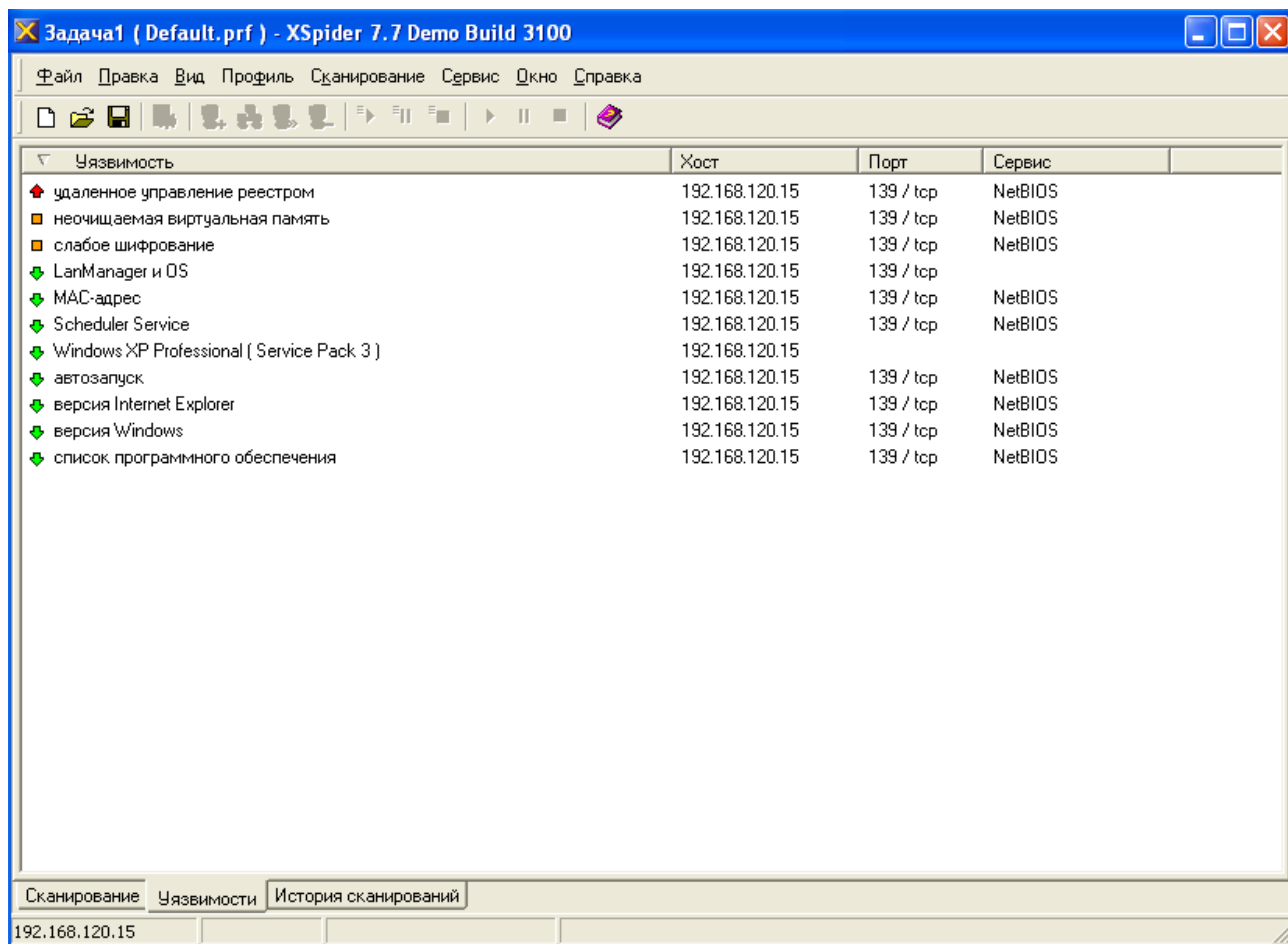 Задача1 ( Default.prf ) - XSpider 7.7 Demo Build 3100
Файл Правка Вид Профиль Сканирование Сервис Окно Справка
Уязвимость Хост Порт Сервис
удаленное управление реестром 192.168.120.15 139 / tcp NetBIOS
неочищаемая виртуальная память 192.168.120.15 139 / tcp NetBIOS
слабое шифрование 192.168.120.15 139 / tcp NetBIOS
LanManager и OS 192.168.120.15 139 / tcp
MAC-адрес 192.168.120.15 139 / tcp NetBIOS
Scheduler Service 192.168.120.15 139 / tcp NetBIOS
Windows XP Professional ( Service Pack 3 ) 192.168.120.15
автозапуск 192.168.120.15 139 / tcp NetBIOS
версия Internet Explorer 192.168.120.15 139 / tcp NetBIOS
версия Windows 192.168.120.15 139 / tcp NetBIOS
список программного обеспечения 192.168.120.15 139 / tcp NetBIOS
Сканирование Уязвимости История сканирований
192.168.120.15